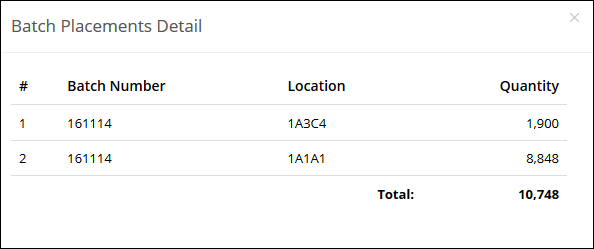 Batch Placements Detail ×
# Batch Number Location Quantity
1 161114 1A3C4 1,900
2 161114 1A1A1 8,848
Total: 10,748